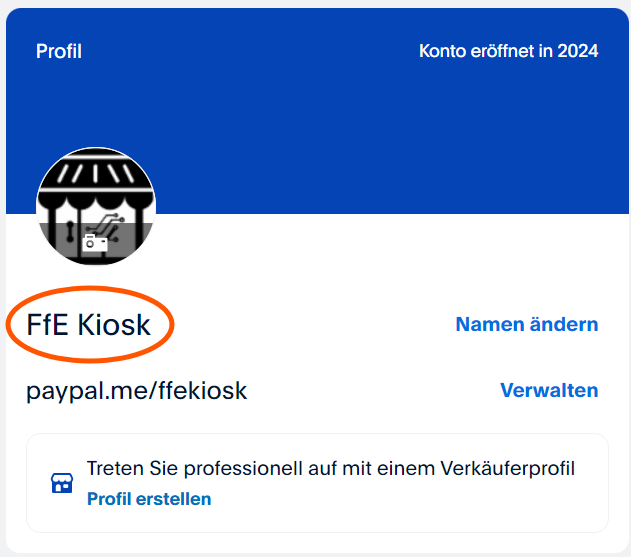 Profil
Konto eröffnet in 2024
FfE Kiosk
Namen ändern
paypal.me/ffekiosk
Verwalten
Treten Sie professionell auf mit einem Verkäuferprofil
Profil erstellen